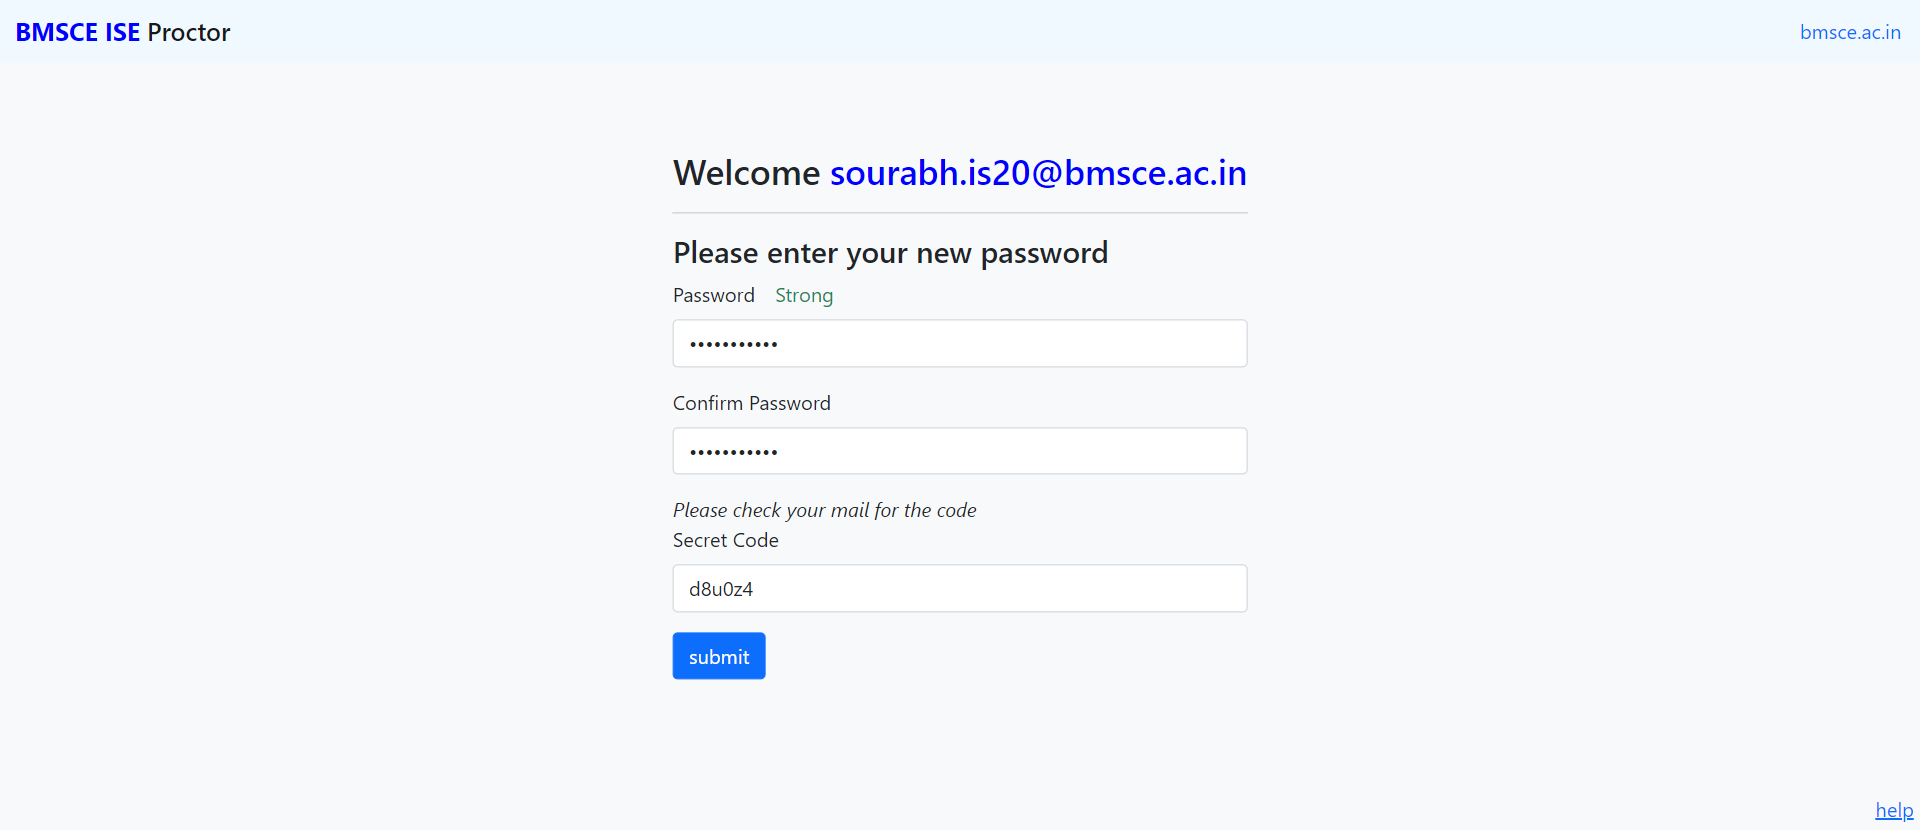 BMSCE ISE Proctor
bmsce.ac.in
Welcome sourabh.is20@bmsce.ac.in
Please enter your new password
Password Strong
•••••••••••
Confirm Password
•••••••••••
Please check your mail for the code
Secret Code
d8u0z4
submit
help